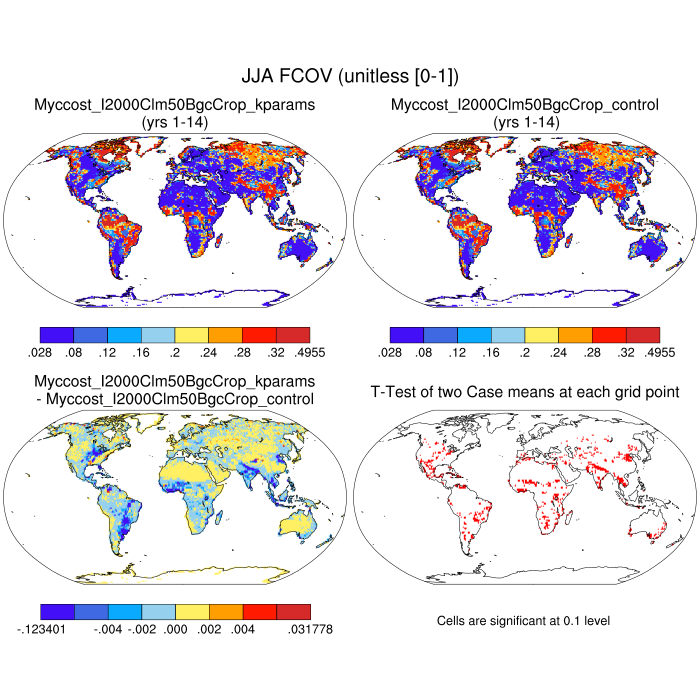 JJA FCOV (unitless [0-1])
Myccost_I2000Clm50BgcCrop_kparams
(yrs 1-14)
Myccost_I2000Clm50BgcCrop_control
(yrs 1-14)
.028 .08 .12 .16 .2 .24 .28 .32 .4955
.028 .08 .12 .16 .2 .24 .28 .32 .4955
Myccost_I2000Clm50BgcCrop_kparams
- Myccost_I2000Clm50BgcCrop_control
T-Test of two Case means at each grid point
-.123401 -.004 -.002 .000 .002 .004 .031778
Cells are significant at 0.1 level